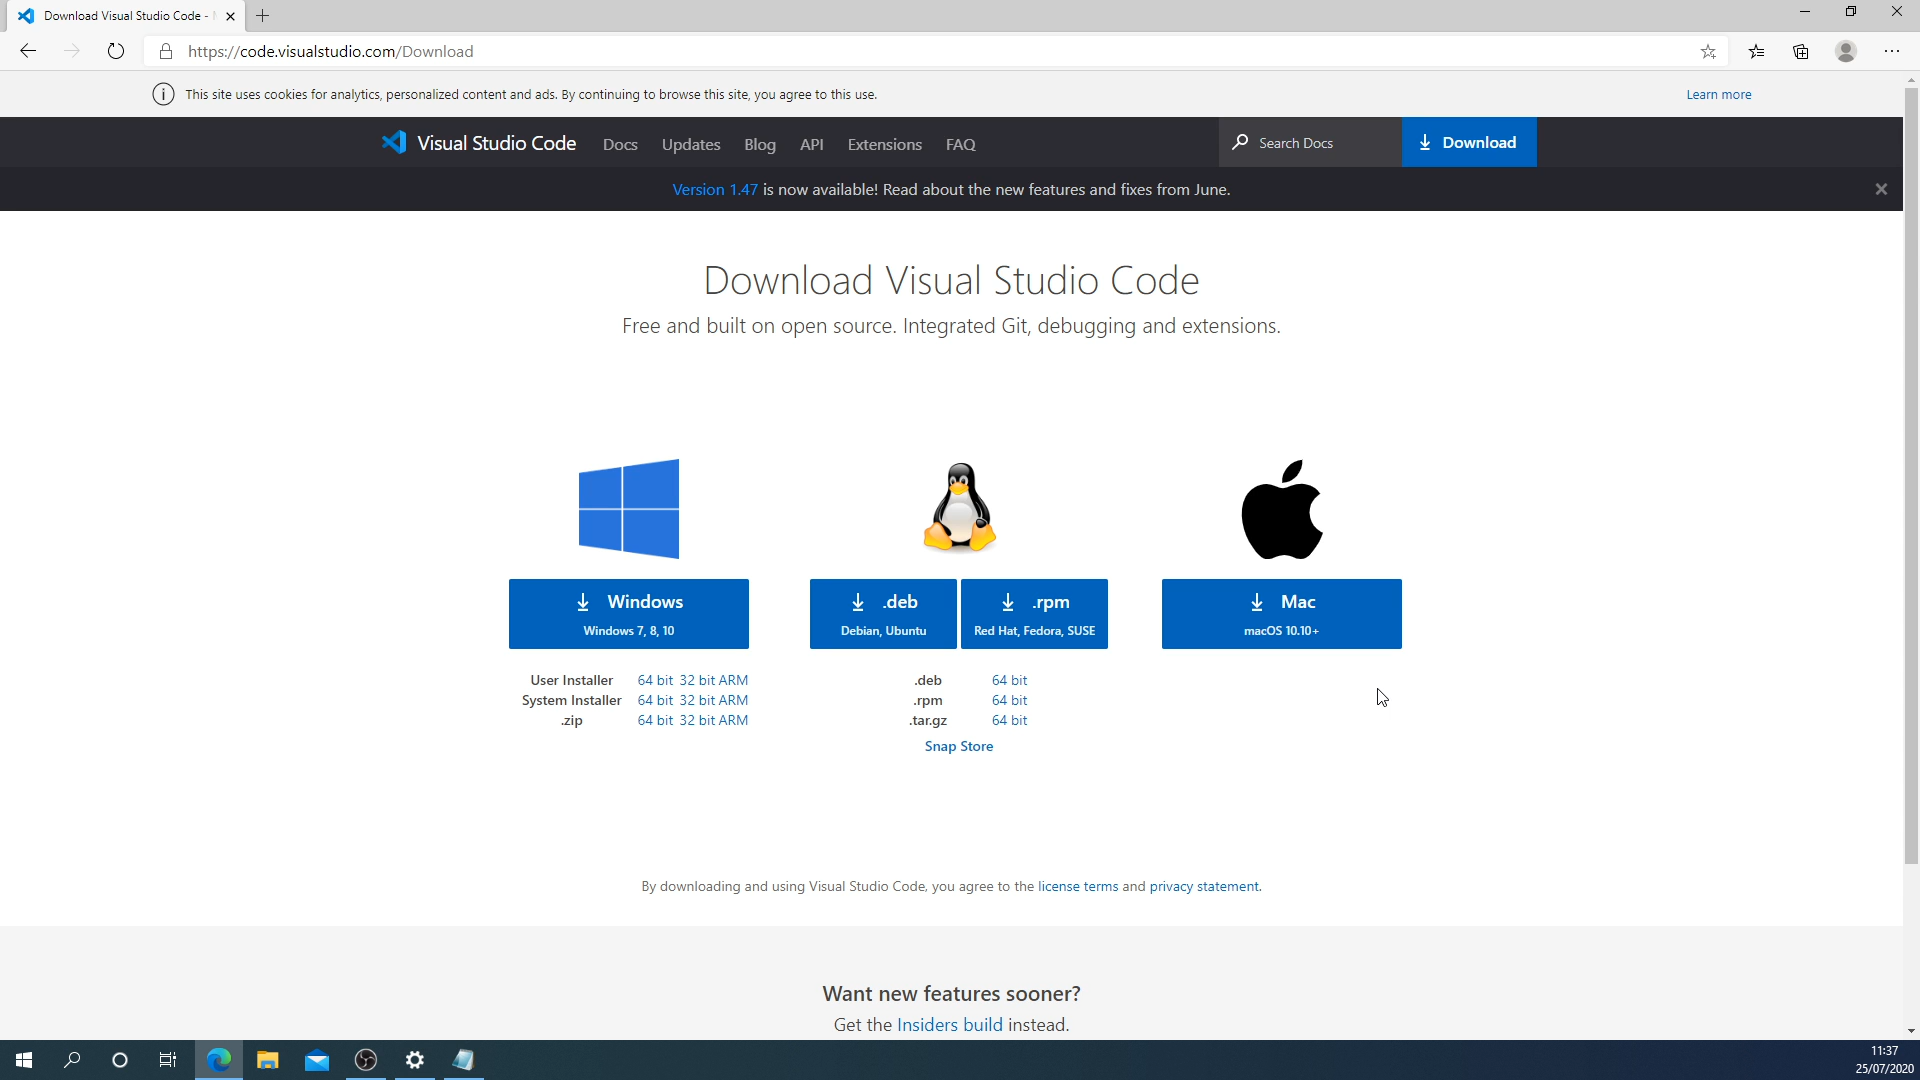 Download Visual Studio Code -
https://code.visualstudio.com/Download
This site uses cookies for analytics, personalized content and ads. By continuing to browse this site, you agree to this use.
Learn more
Visual Studio Code
Docs
Updates
Blog
API
Extensions
FAQ
Search Docs
Download
Version 1.47 is now available! Read about the new features and fixes from June.
Download Visual Studio Code
Free and built on open source. Integrated Git, debugging and extensions.
Windows
Windows 7, 8, 10
User Installer 64 bit 32 bit ARM
System Installer 64 bit 32 bit ARM
.zip 64 bit 32 bit ARM
.deb
Debian, Ubuntu
.rpm
Red Hat, Fedora, SUSE
.deb 64 bit
.rpm 64 bit
.tar.gz 64 bit
Snap Store
Mac
macOS 10.10+
By downloading and using Visual Studio Code, you agree to the license terms and privacy statement.
Want new features sooner?
Get the Insiders build instead.
11:37
25/07/2020